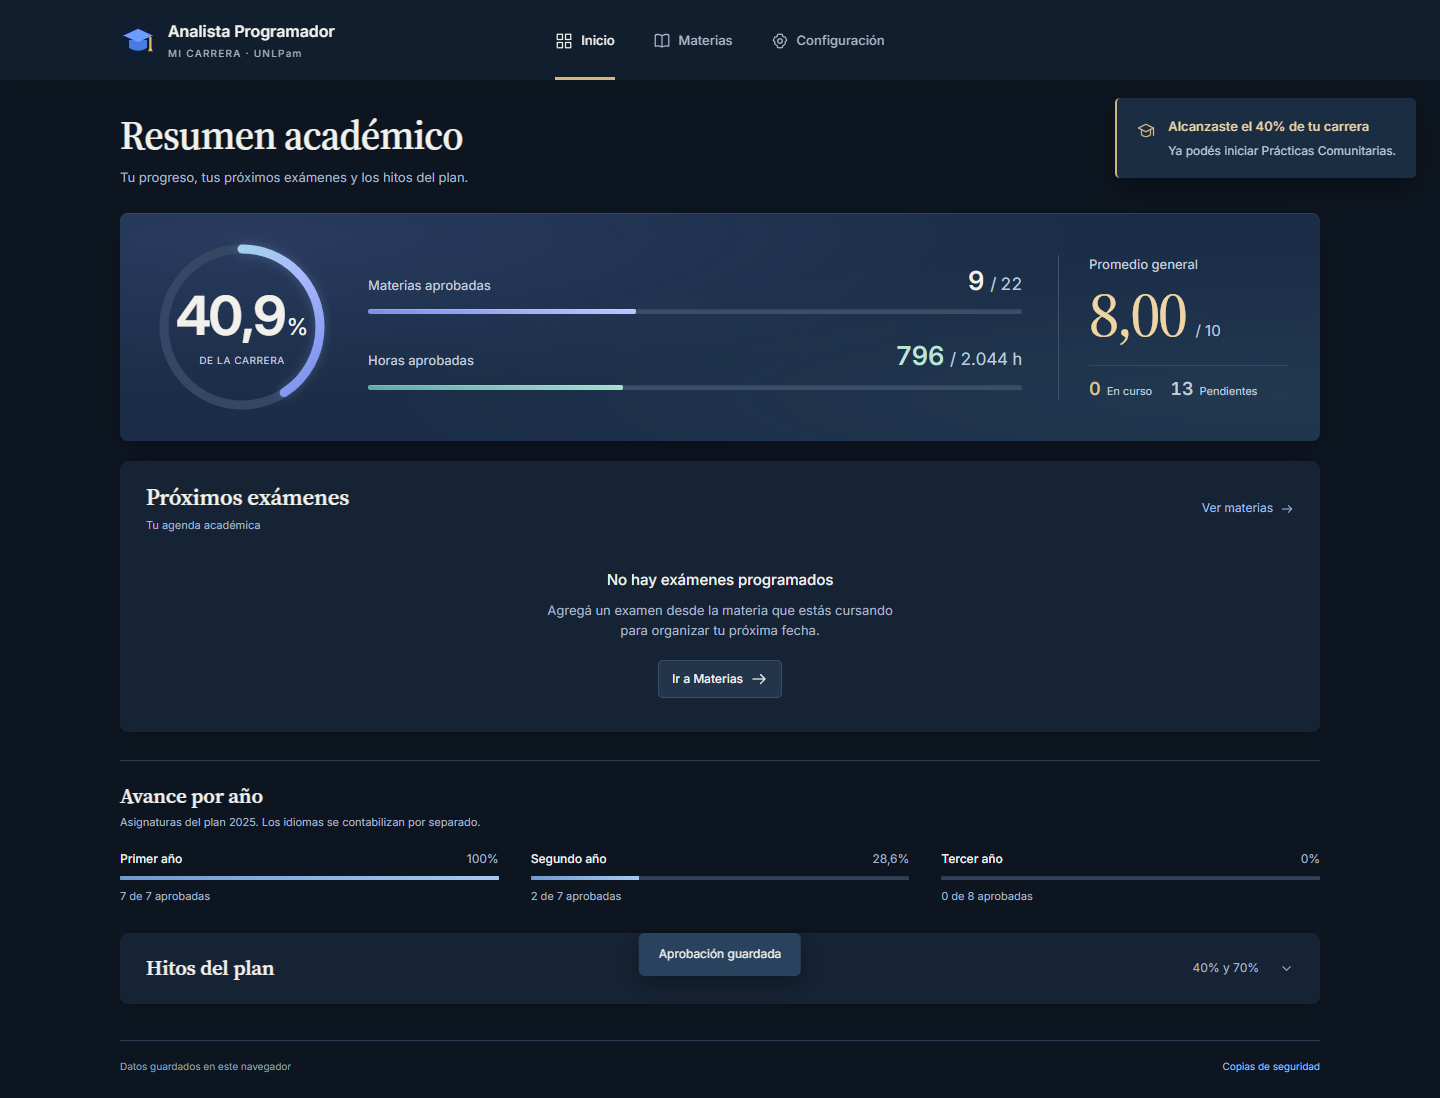 Analista Programador
MI CARRERA · UNLPam
Inicio
Materias
Configuración
Resumen académico
Tu progreso, tus próximos exámenes y los hitos del plan.
Alcanzaste el 40% de tu carrera
Ya podés iniciar Prácticas Comunitarias.
40,9%
DE LA CARRERA
Materias aprobadas
9 / 22
Horas aprobadas
796 / 2.044 h
Promedio general
8,00 / 10
0 En curso
13 Pendientes
Próximos exámenes
Tu agenda académica
Ver materias →
No hay exámenes programados
Agregá un examen desde la materia que estás cursando
para organizar tu próxima fecha.
Ir a Materias →
Avance por año
Asignaturas del plan 2025. Los idiomas se contabilizan por separado.
Primer año
100%
7 de 7 aprobadas
Segundo año
28,6%
2 de 7 aprobadas
Tercer año
0%
0 de 8 aprobadas
Aprobación guardada
Hitos del plan
40% y 70%
Datos guardados en este navegador
Copias de seguridad